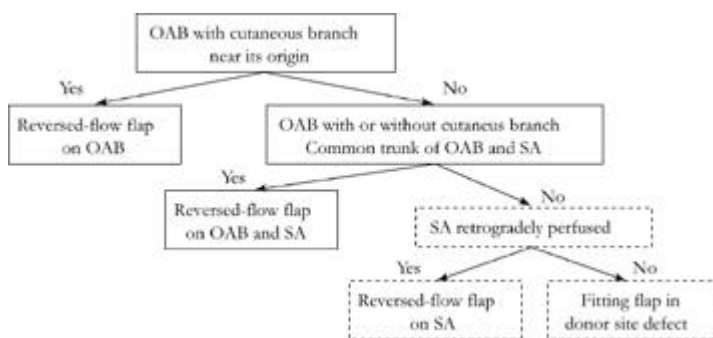 OAB with cutaneous branch
near its origin
Yes
No
Reversed-flow flap
on OAB
OAB with or without cutaneus branch
Common trunk of OAB and SA
Yes
No
Reversed-flow flap
on OAB and SA
SA retrogradely perfused
Yes
No
Reversed-flow flap
on SA
Fitting flap in
donor site defect